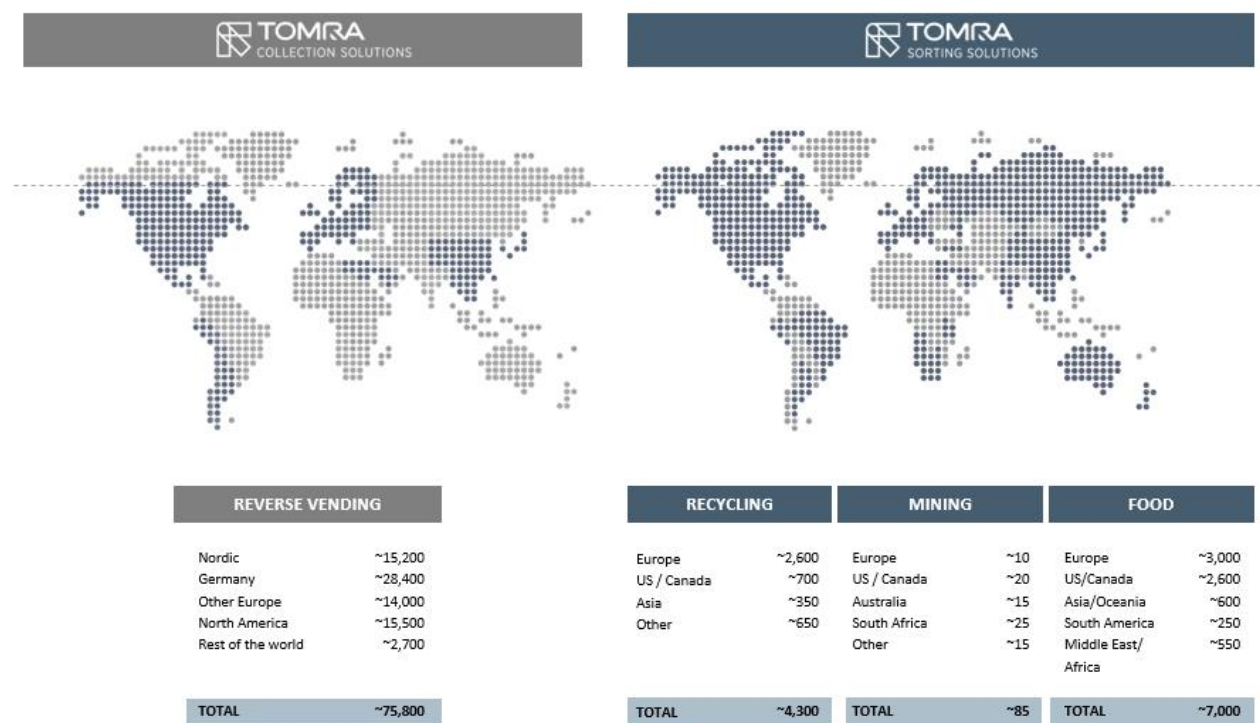 TOMRA
COLLECTION SOLUTIONS
TOMRA
SORTING SOLUTIONS
REVERSE VENDING
Nordic ~15,200
Germany ~28,400
Other Europe ~14,000
North America ~15,500
Rest of the world ~2,700
TOTAL ~75,800
RECYCLING
Europe ~2,600
US / Canada ~700
Asia ~350
Other ~650
TOTAL ~4,300
MINING
Europe ~10
US / Canada ~20
Australia ~15
South Africa ~25
Other ~15
TOTAL ~85
FOOD
Europe ~3,000
US/Canada ~2,600
Asia/Oceania ~600
South America ~250
Middle East/ ~550
Africa
TOTAL ~7,000